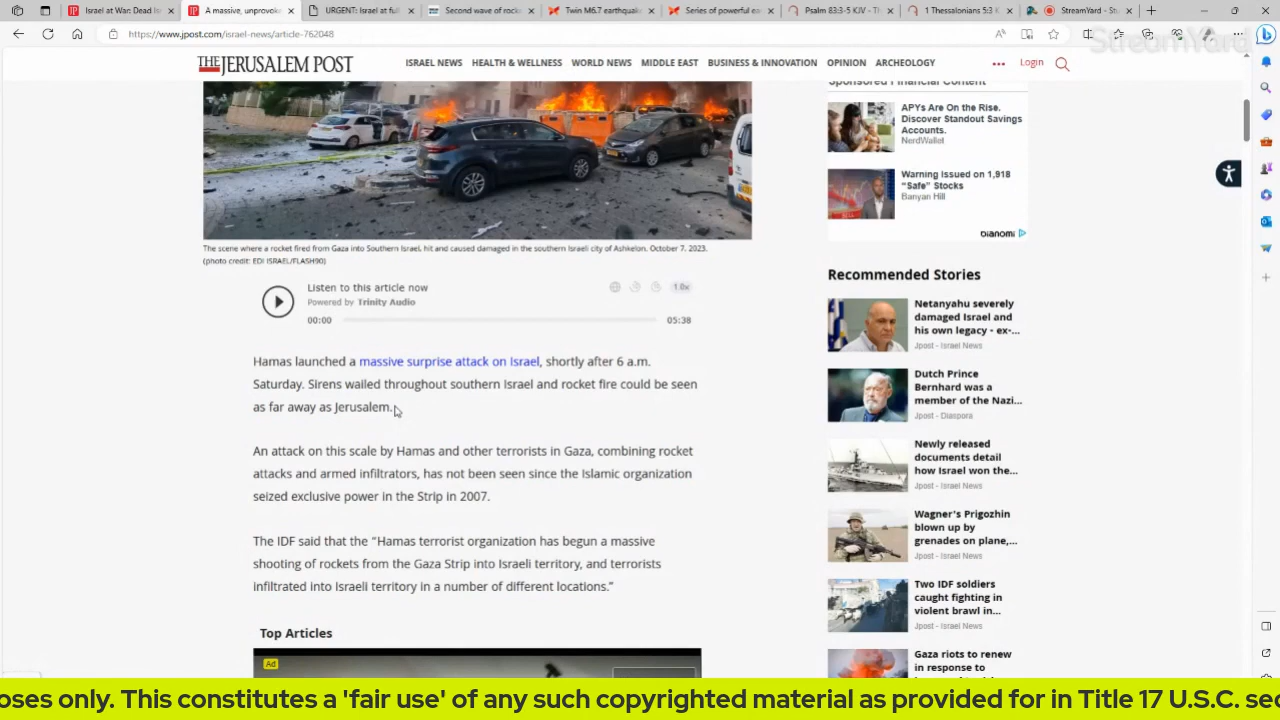 Israel at War: Dead Is
A massive, unprovoke
URGENT: Israel at full
Second wave of rocke
Twin M6.7 earthquake
Series of powerful ea
Psalm 83:3-5 KJV - Th
1 Thessalonians 5:3 K
StreamYard - Stu
https://www.jpost.com/israel-news/article-762048
StreamYard
THE JERUSALEM POST
ISRAEL NEWS HEALTH & WELLNESS WORLD NEWS MIDDLE EAST BUSINESS & INNOVATION OPINION ARCHEOLOGY
Login
Sponsored Financial Content
APYs Are On the Rise.
Discover Standout Savings
Accounts.
NerdWallet
Warning Issued on 1,918
“Safe” Stocks
Banyan Hill
DIANOMI
The scene where a rocket fired from Gaza into Southern Israel, hit and caused damaged in the southern Israeli city of Ashkelon. October 7, 2023.
(photo credit: EDI ISRAEL/FLASH90)
Listen to this article now
Powered by Trinity Audio
1.0x
00:00
05:38
Hamas launched a massive surprise attack on Israel, shortly after 6 a.m.
Saturday. Sirens wailed throughout southern Israel and rocket fire could be seen
as far away as Jerusalem.
An attack on this scale by Hamas and other terrorists in Gaza, combining rocket
attacks and armed infiltrators, has not been seen since the Islamic organization
seized exclusive power in the Strip in 2007.
The IDF said that the “Hamas terrorist organization has begun a massive
shooting of rockets from the Gaza Strip into Israeli territory, and terrorists
infiltrated into Israeli territory in a number of different locations.”
Top Articles
Ad
Recommended Stories
Netanyahu severely
damaged Israel and
his own legacy - ex-...
Jpost - Israel News
Dutch Prince
Bernhard was a
member of the Nazi...
Jpost - Diaspora
Newly released
documents detail
how Israel won the...
Jpost - Israel News
Wagner's Prigozhin
blown up by
grenades on plane,...
Jpost - Israel News
Two IDF soldiers
caught fighting in
violent brawl in...
Jpost - Israel News
Gaza riots to renew
in response to
oses only. This constitutes a 'fair use' of any such copyrighted material as provided for in Title 17 U.S.C. sec